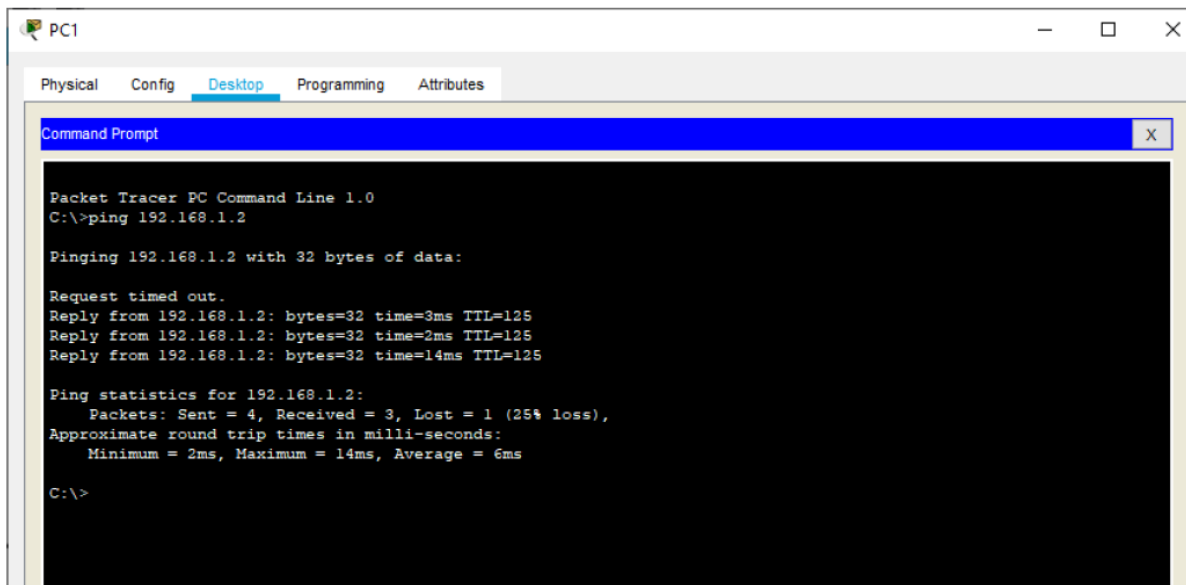 PC1
Physical Config Desktop Programming Attributes
Command Prompt X
Packet Tracer PC Command Line 1.0
C:\>ping 192.168.1.2
Pinging 192.168.1.2 with 32 bytes of data:
Request timed out.
Reply from 192.168.1.2: bytes=32 time=3ms TTL=125
Reply from 192.168.1.2: bytes=32 time=2ms TTL=125
Reply from 192.168.1.2: bytes=32 time=14ms TTL=125
Ping statistics for 192.168.1.2:
Packets: Sent = 4, Received = 3, Lost = 1 (25% loss),
Approximate round trip times in milli-seconds:
Minimum = 2ms, Maximum = 14ms, Average = 6ms
C:\>